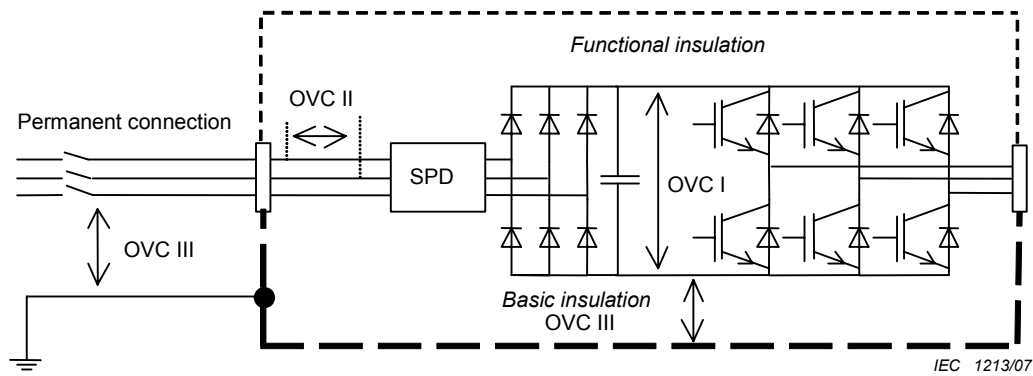 Functional insulation
OVC II
Permanent connection
SPD
OVC I
OVC III
Basic insulation
OVC III
IEC 1213/07